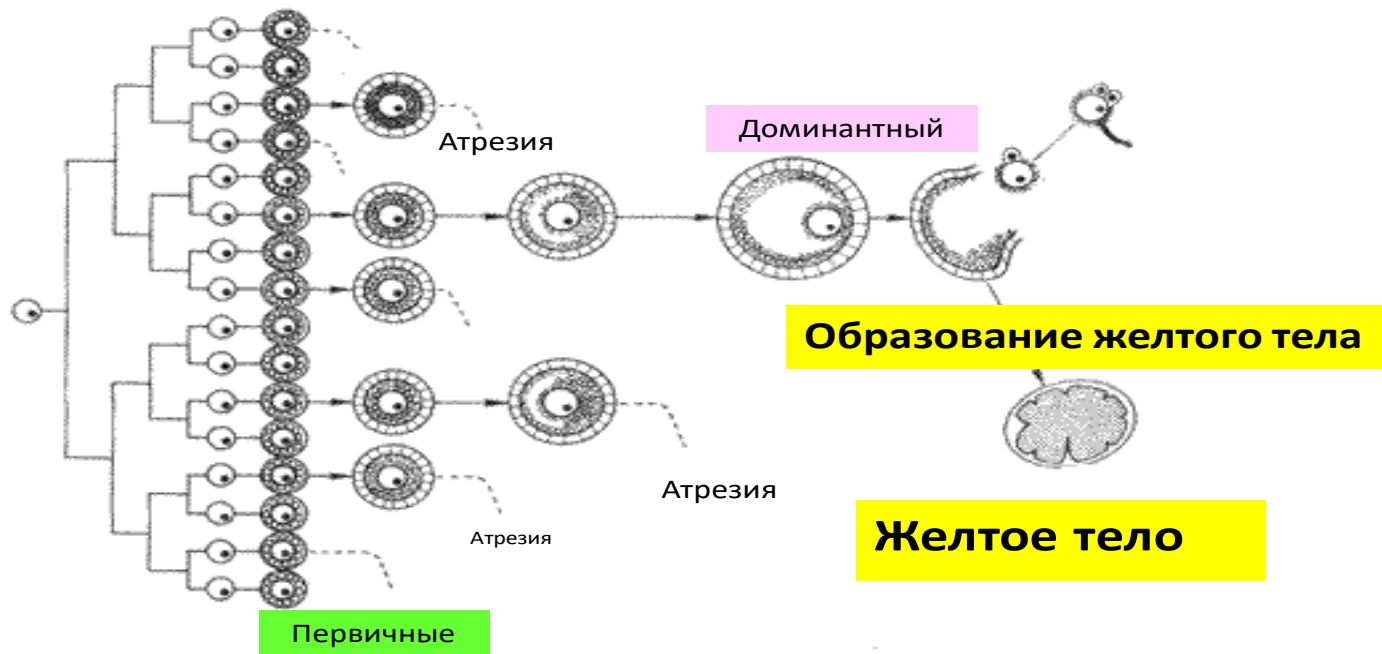 Доминантный
Атрезия
Образование желтого тела
Атрезия
Желтое тело
Атрезия
Первичные